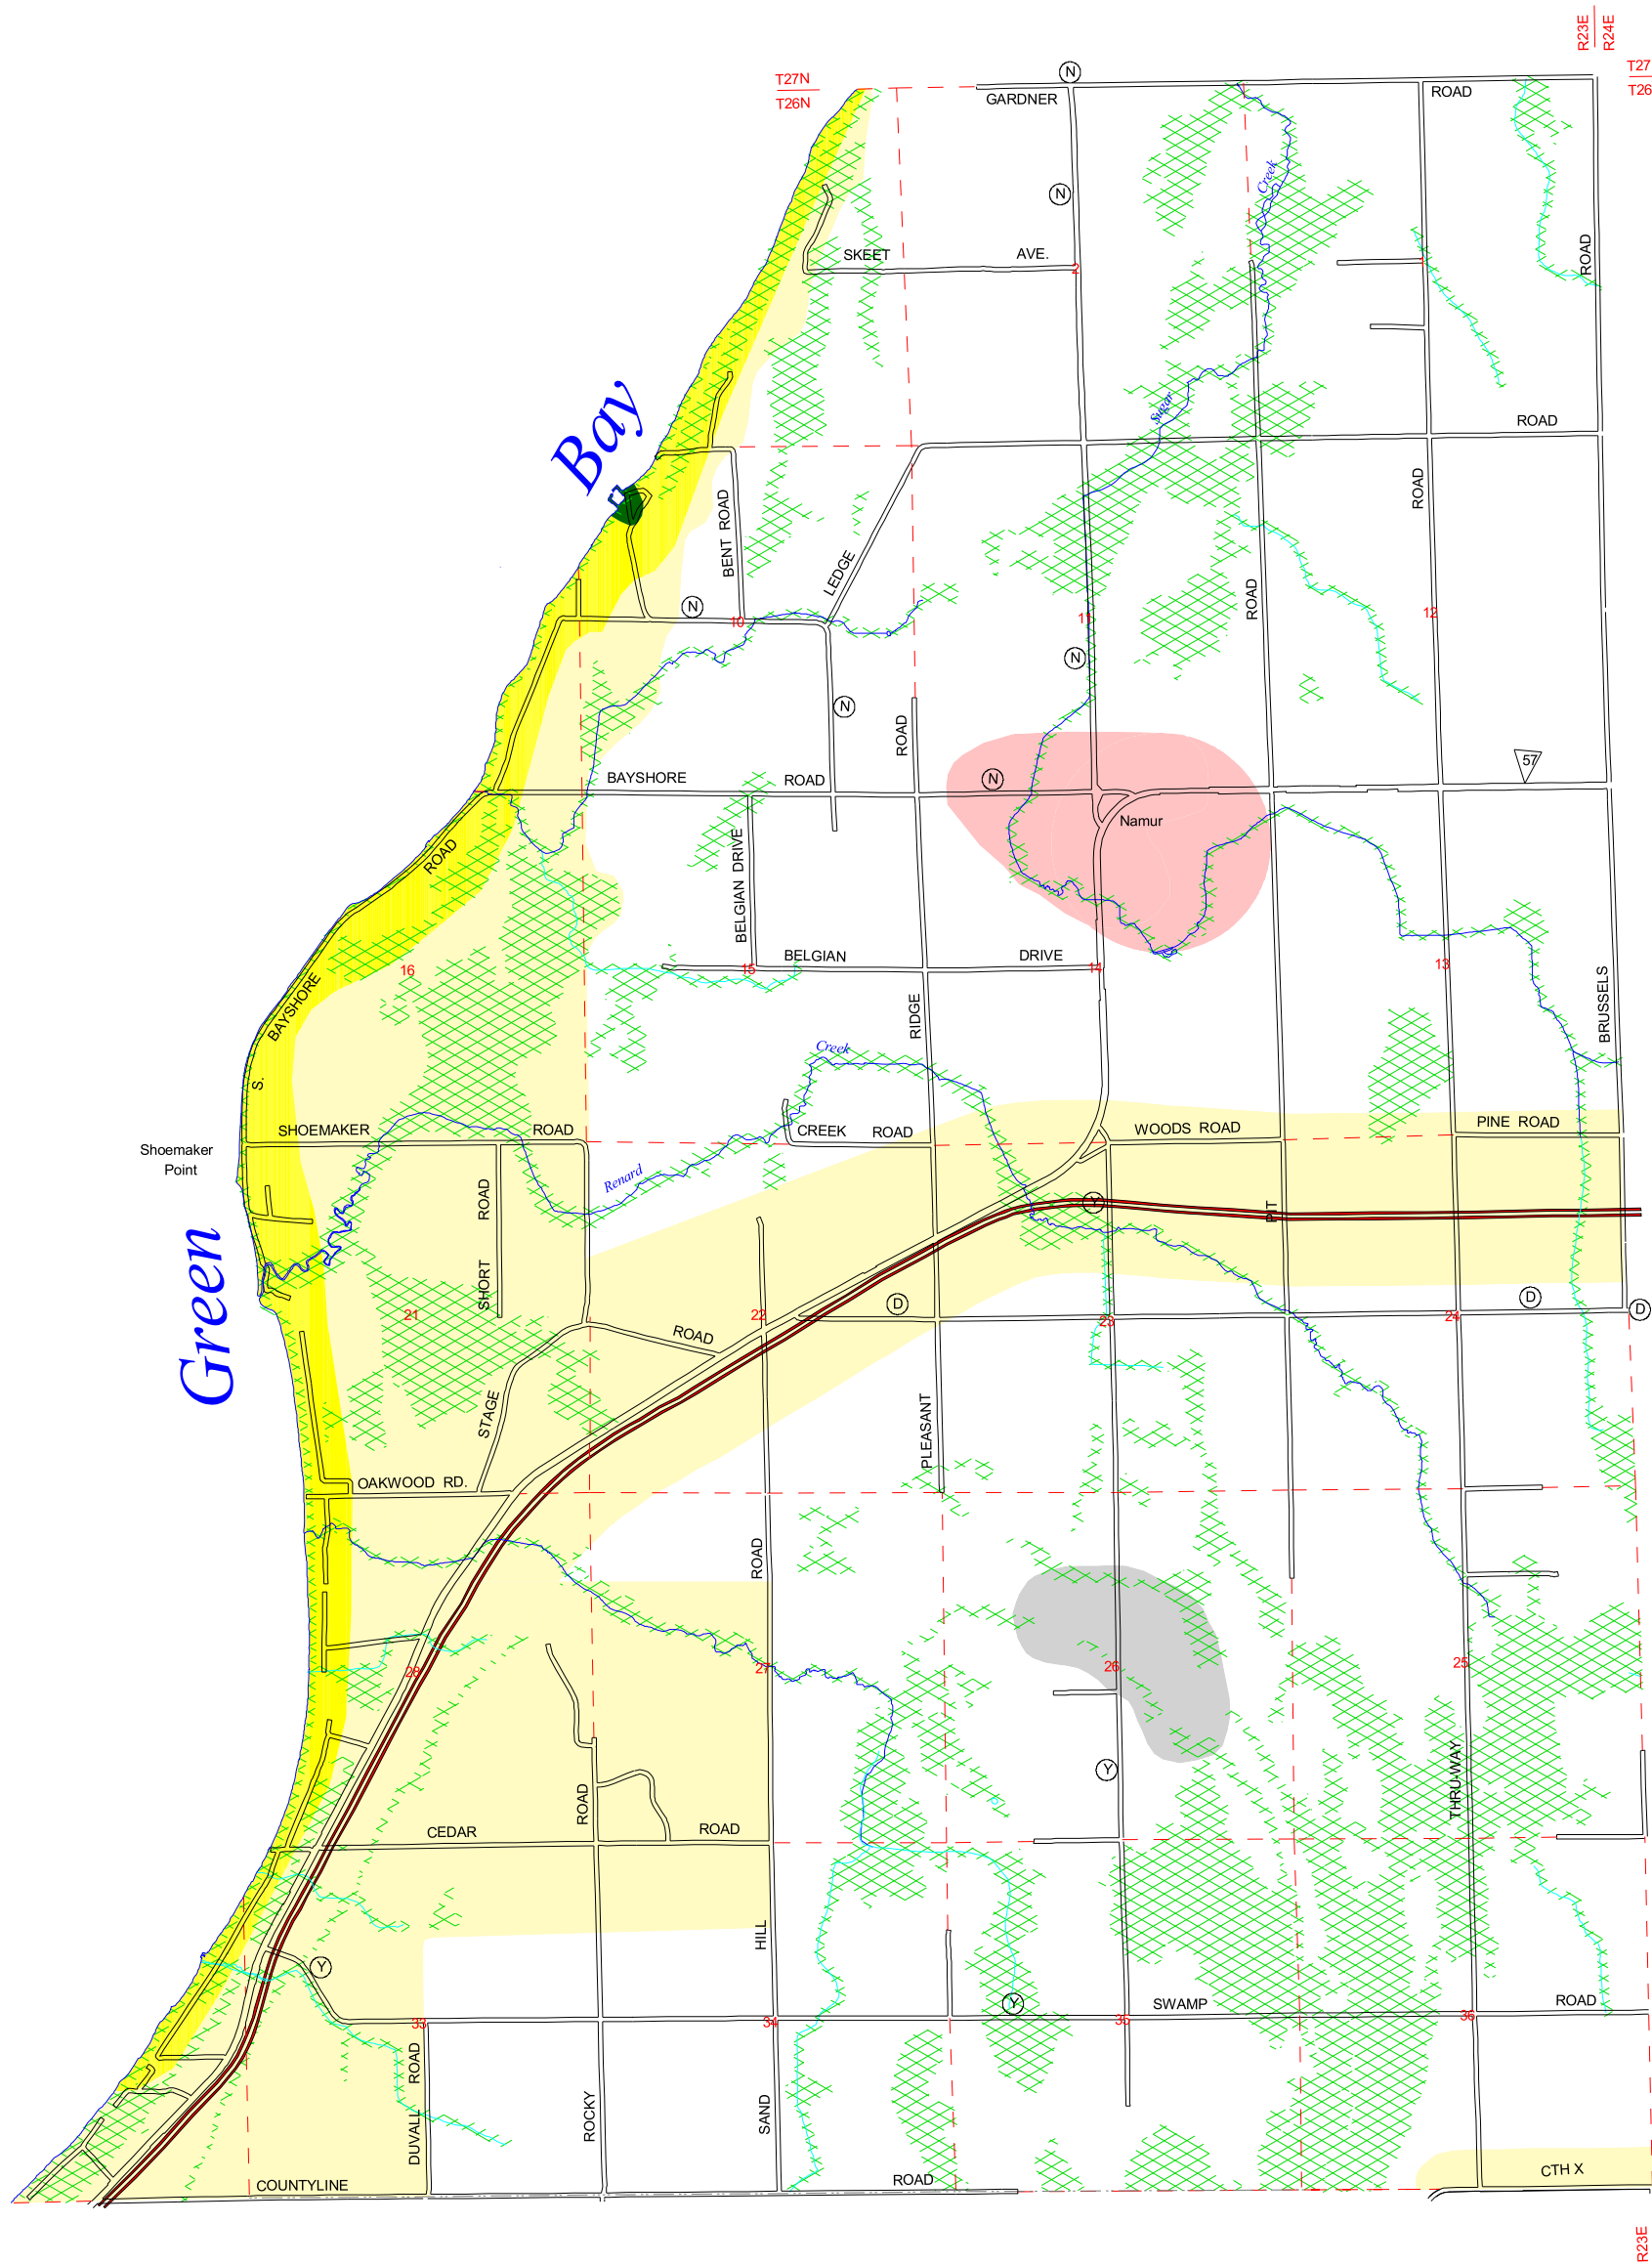 R23E
R24E
T27N
T26N
T27
T26
N
GARDNER
ROAD
Creek
N
SKEET AVE.
2
1
ROAD
Bay
Sugar
ROAD
ROAD
BENT ROAD
LEDGE
N
10
11
ROAD
12
N
N
ROAD
BAYSHORE ROAD
N
57
Namur
ROAD
BELGIAN DRIVE
BELGIAN DRIVE
16
15
14
13
BAYSHORE
S.
RIDGE
BRUSSELS
Creek
SHOEMAKER ROAD
CREEK ROAD
WOODS ROAD
PINE ROAD
Shoemaker
Point
Renard
ROAD
SHORT
Y
PIT
Green
21
22
D
23
24
D
D
ROAD
STAGE
PLEASANT
OAKWOOD RD.
ROAD
28
27
26
25
Y
THRU-WAY
ROAD
CEDAR ROAD
HILL
Y
Y
SWAMP ROAD
33
34
35
36
ROAD
DUVALL
ROCKY
SAND
COUNTYLINE ROAD
CTH X
R23E